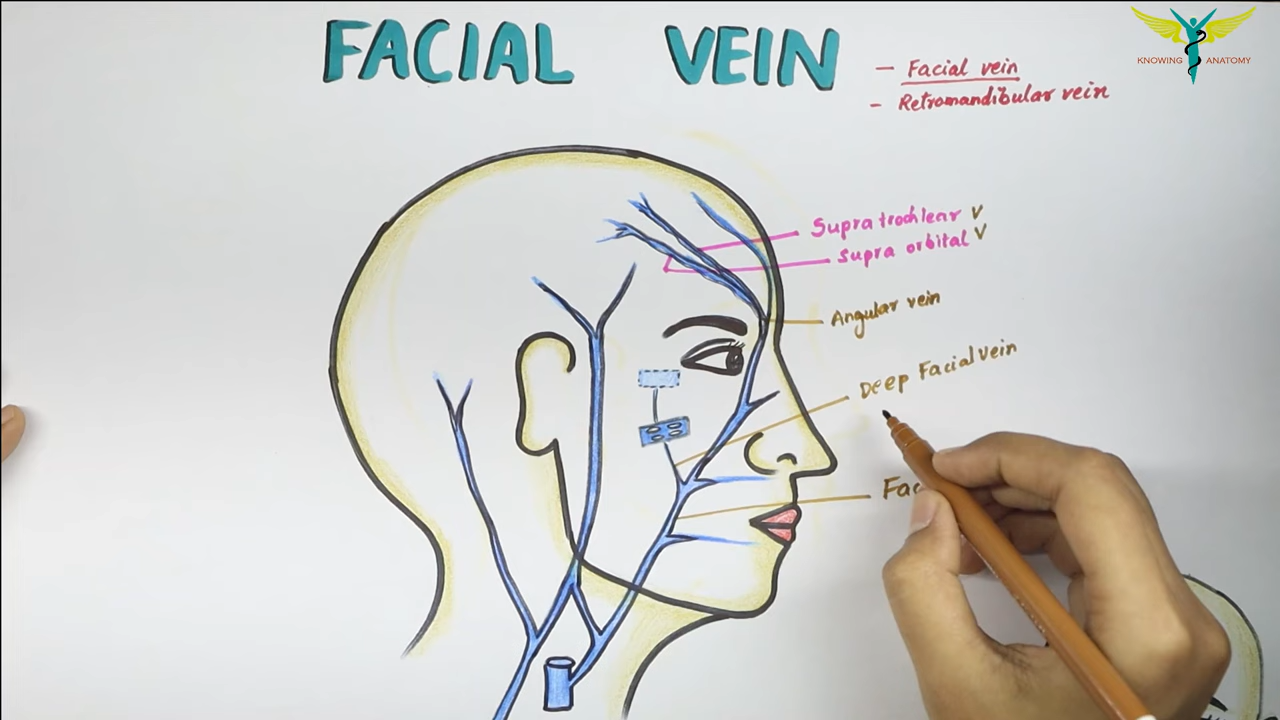 FACIAL VEIN
KNOWING ANATOMY
- Facial vein
- Retromandibular vein
Supra trochlear V
Supra orbital V
Angular vein
Deep Facial vein